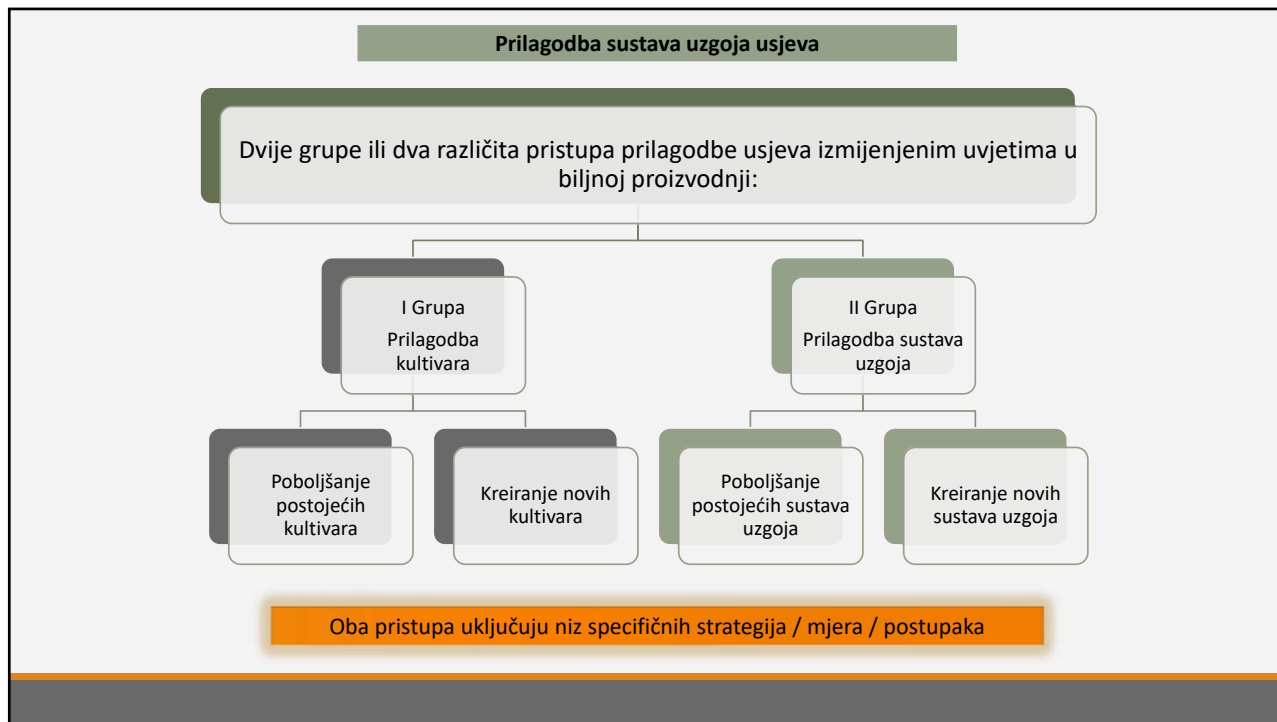 Prilagodba sustava uzgoja usjeva
Dvije grupe ili dva različita pristupa prilagodbe usjeva izmijenjenim uvjetima u
biljnoj proizvodnji:
I Grupa
Prilagodba
kultivara
II Grupa
Prilagodba sustava
uzgoja
Poboljšanje
postojećih
kultivara
Kreiranje novih
kultivara
Poboljšanje
postojećih sustava
uzgoja
Kreiranje novih
sustava uzgoja
Oba pristupa uključuju niz specifičnih strategija / mjera / postupaka